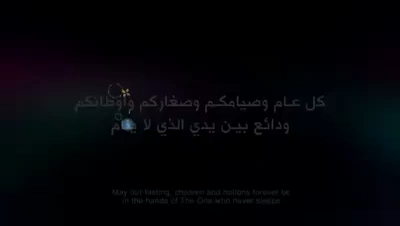 كل عام وصيامكم وصغاركم وأوطانكم
ودائع بين يدي الذي لا ينام
May our fasting, children and nations forever be
in the hands of The One who never sleeps